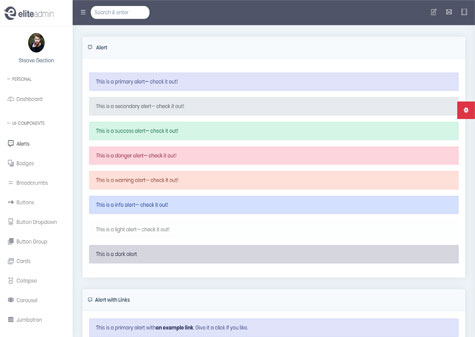 eliteadmin
Search & enter
Steave Gection
PERSONAL
Dashboard
UI COMPONENTS
Alerts
Badges
Breadcrumbs
Buttons
Button Dropdown
Button Group
Cards
Collapse
Carousel
Jumbotron
Alert
This is a primary alert— check it out!
This is a secondary alert— check it out!
This is a success alert— check it out!
This is a danger alert— check it out!
This is a warning alert— check it out!
This is a info alert— check it out!
This is a light alert— check it out!
This is a dark alert
Alert with Links
This is a primary alert with an example link. Give it a click if you like.